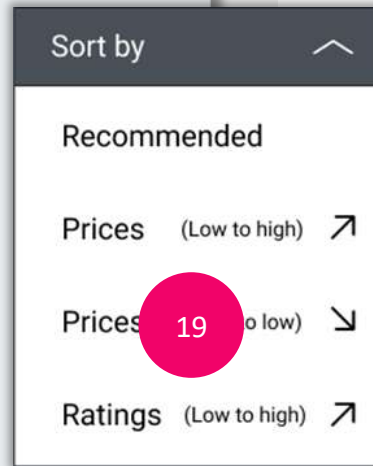 Sort by
Recommended
Prices (Low to high)
Prices 19 o low)
Ratings (Low to high)